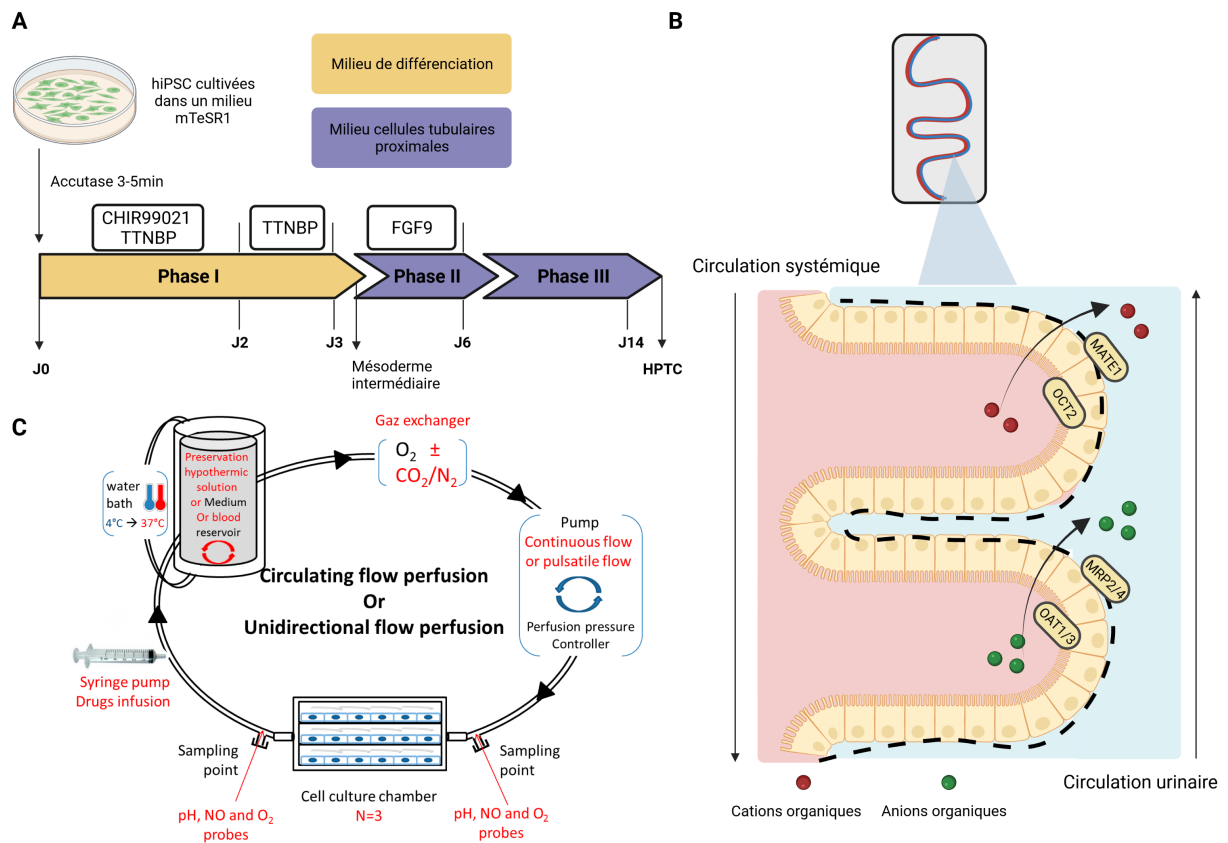 A
hiPSC cultivées
dans un milieu
mTeSR1
Milieu de différenciation
Milieu cellules tubulaires
proximales
Accutase 3-5min
CHIR99021
TTNBP
TTNBP
FGF9
Phase I
Phase II
Phase III
J0
J2
J3
J6
J14
HPTC
Mésoderme
intermédiaire
B
Circulation systémique
MATE1
OCT2
MRP2/4
OAT1/3
Circulation urinaire
Cations organiques
Anions organiques
C
Gaz exchanger
O₂ ±
CO₂/N₂
Preservation
hypothermic
solution
or Medium
Or blood
reservoir
water
bath
4°C → 37°C
Pump
Continuous flow
or pulsatile flow
Perfusion pressure
Controller
Circulating flow perfusion
Or
Unidirectional flow perfusion
Syringe pump
Drugs infusion
Sampling
point
Sampling
point
Cell culture chamber
N=3
pH, NO and O₂
probes
pH, NO and O₂
probes